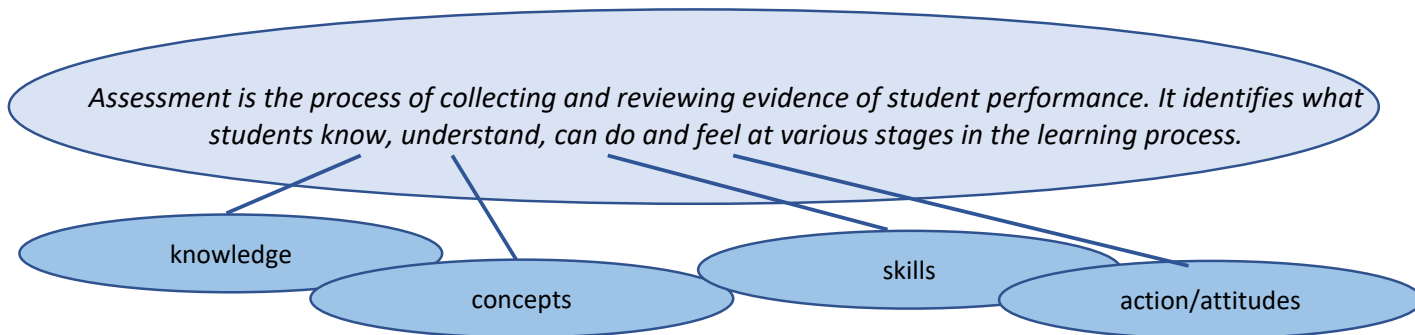 Assessment is the process of collecting and reviewing evidence of student performance. It identifies what
students know, understand, can do and feel at various stages in the learning process.
knowledge
concepts
skills
action/attitudes